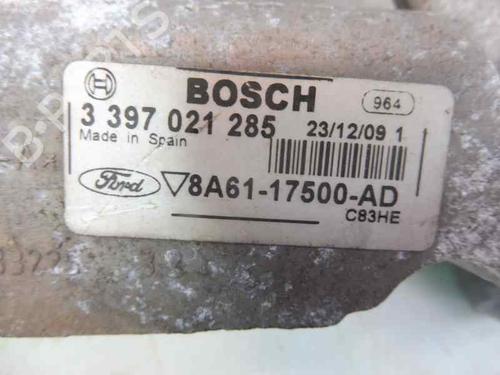 BOSCH
964
3 397 021 285 23/12/09 1
Made in Spain
Ford
8A61-17500-AD
C83HE